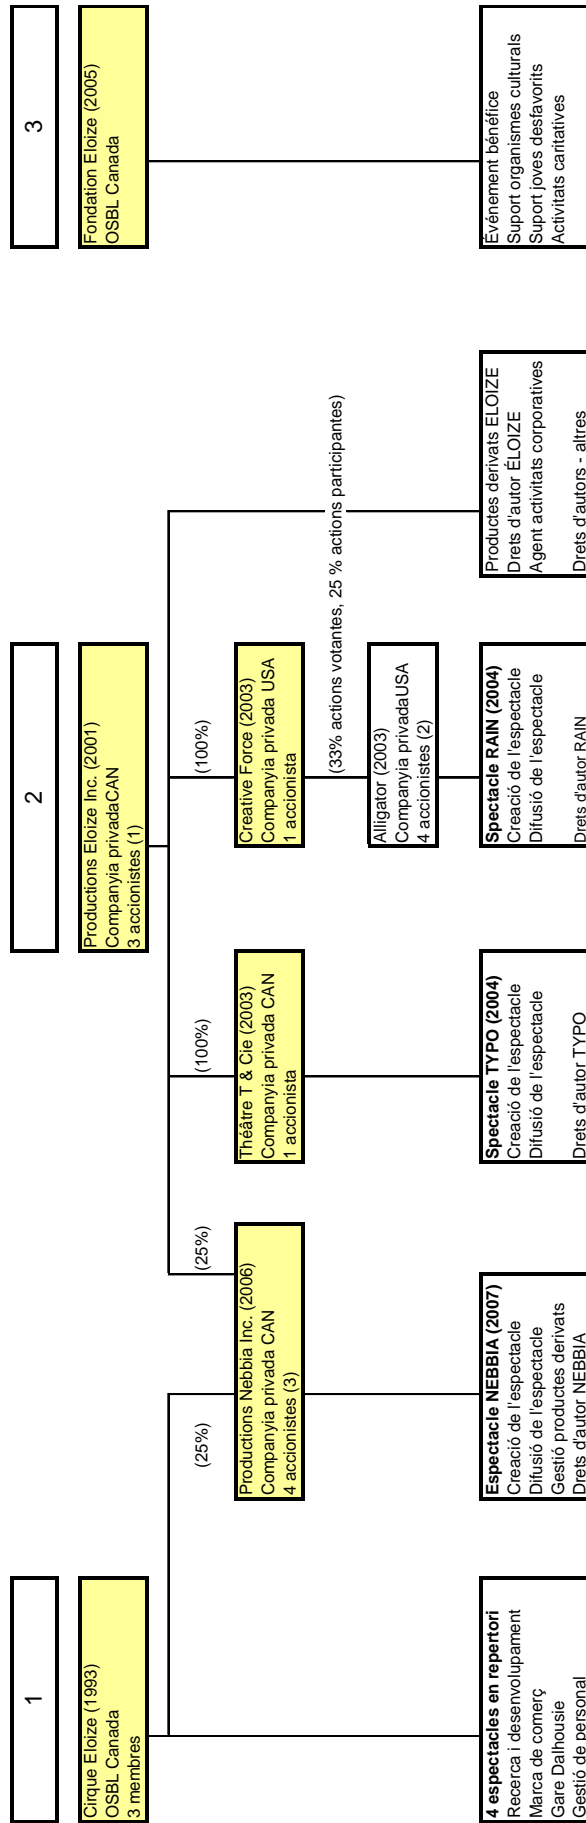 1
2
3
Cirque Eloize (1993)
OSBL Canada
3 membres
Productions Eloize Inc. (2001)
Companyia privadaCAN
3 accionistes (1)
Fondation Eloize (2005)
OSBL Canada
(25%)
(25%)
(100%)
(100%)
Productions Nebbia Inc. (2006)
Companyia privada CAN
4 accionistes (3)
Théâtre T & Cie (2003)
Companyia privada CAN
1 accionista
Creative Force (2003)
Companyia privada USA
1 accionista
(33% actions votantes, 25 % actions participantes)
Alligator (2003)
Companyia privadaUSA
4 accionistes (2)
4 espectacles en repertori
Recerca i desenvolupament
Marca de comerç
Gare Dalhousie
Gestió de personal
Espectacle NEBBIA (2007)
Creació de l'espectacle
Difusió de l'espectacle
Gestió productes derivats
Drets d'autor NEBBIA
Spectacle TYPO (2004)
Creació de l'espectacle
Difusió de l'espectacle
Drets d'autor TYPO
Spectacle RAIN (2004)
Creació de l'espectacle
Difusió de l'espectacle
Drets d'autor RAIN
Productes derivats ELOIZE
Drets d'autor ÉLOIZE
Agent activitats corporatives
Drets d'autors - altres
Événement bénéfice
Suport organismes culturals
Suport joves desfavorits
Activitats caritatives